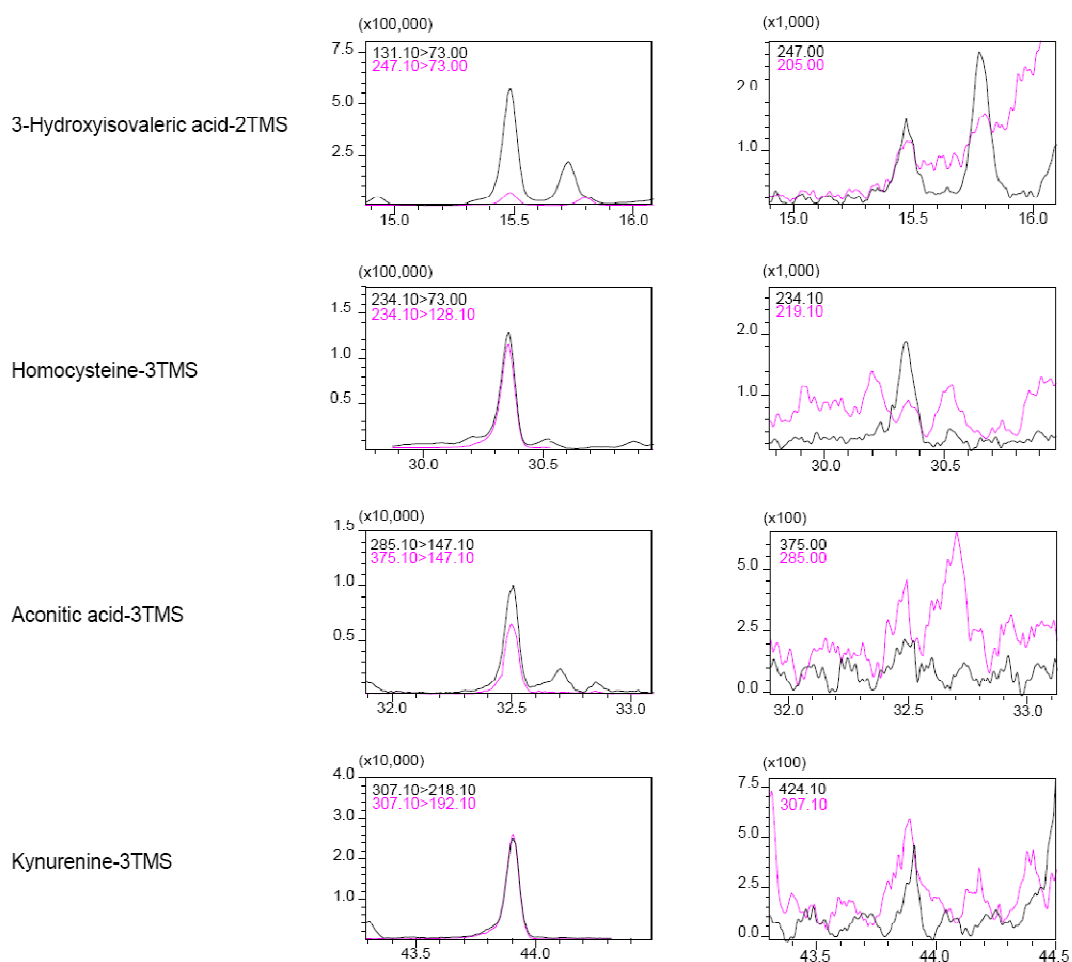 3-Hydroxyisovaleric acid-2TMS
(x100,000)
7.5
5.0
2.5
131.10>73.00
247.10>73.00
15.0 15.5 16.0
(x1,000)
2.0
1.0
247.00
205.00
15.0 15.5 16.0
Homocysteine-3TMS
(x100,000)
1.5
1.0
0.5
234.10>73.00
234.10>128.10
30.0 30.5
(x1,000)
2.0
1.0
234.10
219.10
30.0 30.5
Aconitic acid-3TMS
(x10,000)
1.5
1.0
0.5
285.10>147.10
375.10>147.10
32.0 32.5 33.0
(x100)
5.0
2.5
0.0
375.00
285.00
32.0 32.5 33.0
Kynurenine-3TMS
(x10,000)
4.0
3.0
2.0
1.0
307.10>218.10
307.10>192.10
43.5 44.0
(x100)
7.5
5.0
2.5
0.0
424.10
307.10
43.5 44.0 44.5